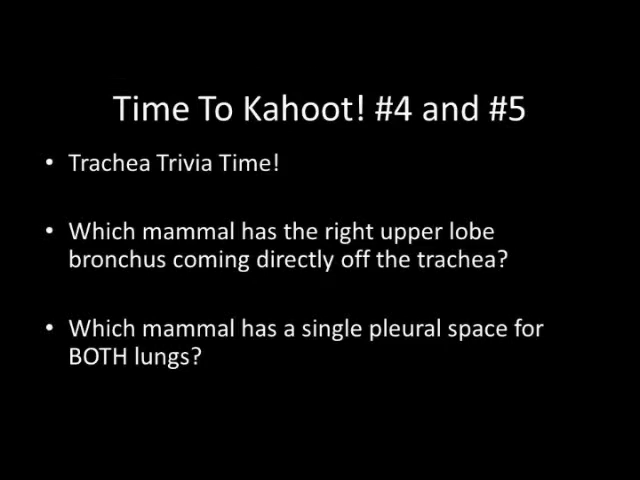 Time To Kahoot! #4 and #5
• Trachea Trivia Time!
• Which mammal has the right upper lobe
bronchus coming directly off the trachea?
• Which mammal has a single pleural space for
BOTH lungs?